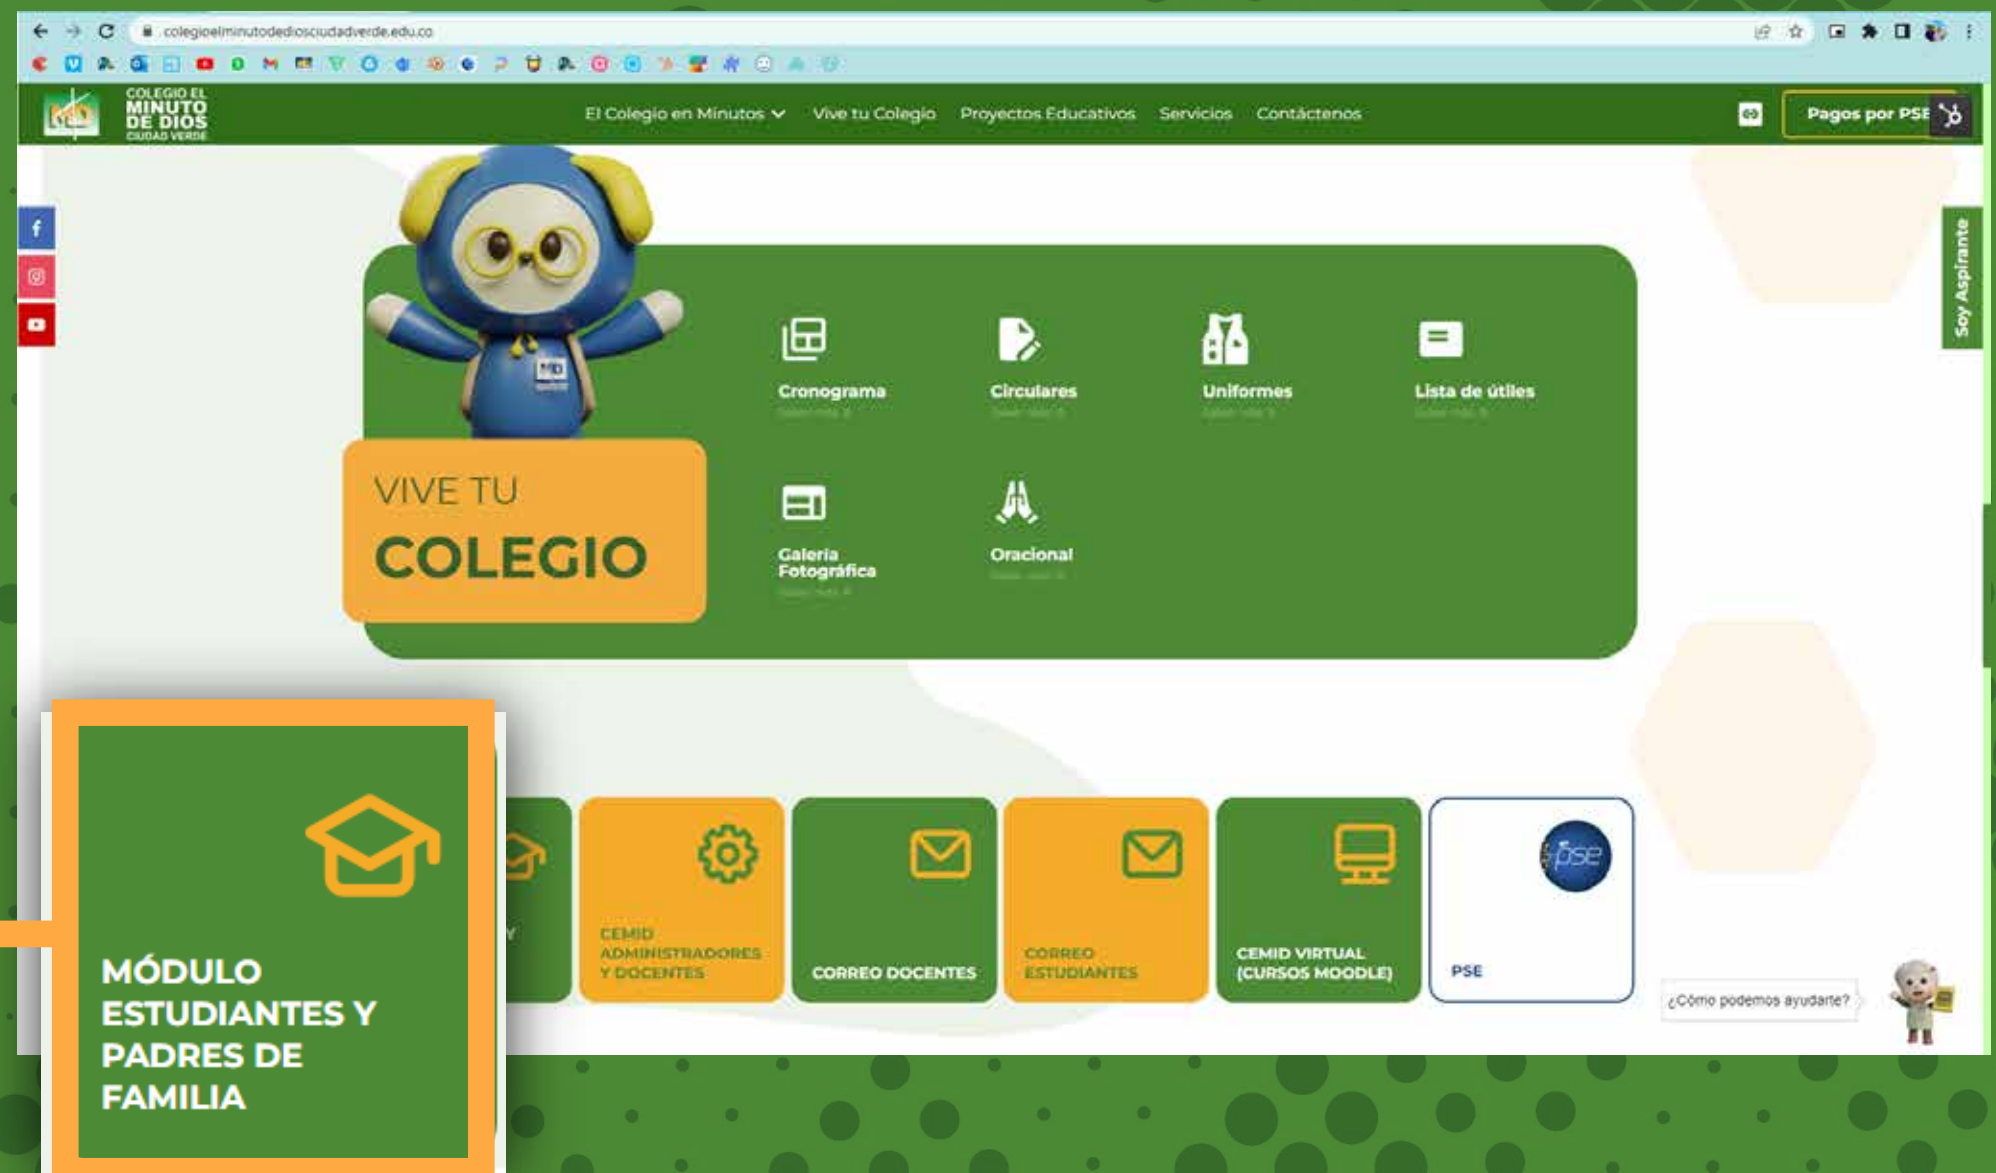 colegioelminutodediosciudadverde.edu.co
COLEGIO EL
MINUTO
DE DIOS
CIUDAD VERDE
El Colegio en Minutos
Vive tu Colegio
Proyectos Educativos
Servicios
Contáctenos
Pagos por PSE
Soy Aspirante
MD
Cronograma
Circulares
Uniformes
Lista de útiles
VIVE TU
COLEGIO
Galería
Fotográfica
Oracional
MÓDULO
ESTUDIANTES Y
PADRES DE
FAMILIA
Y
CEMID
ADMINISTRADORES
Y DOCENTES
CORREO DOCENTES
CORREO
ESTUDIANTES
CEMID VIRTUAL
(CURSOS MOODLE)
pse
PSE
¿Cómo podemos ayudarte?